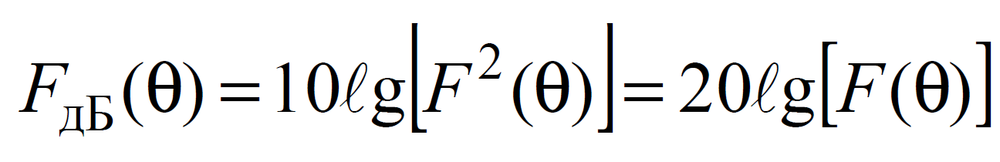 F_дБ(θ) = 10ℓg⌊F²(θ)⌋ = 20ℓg[F(θ)]